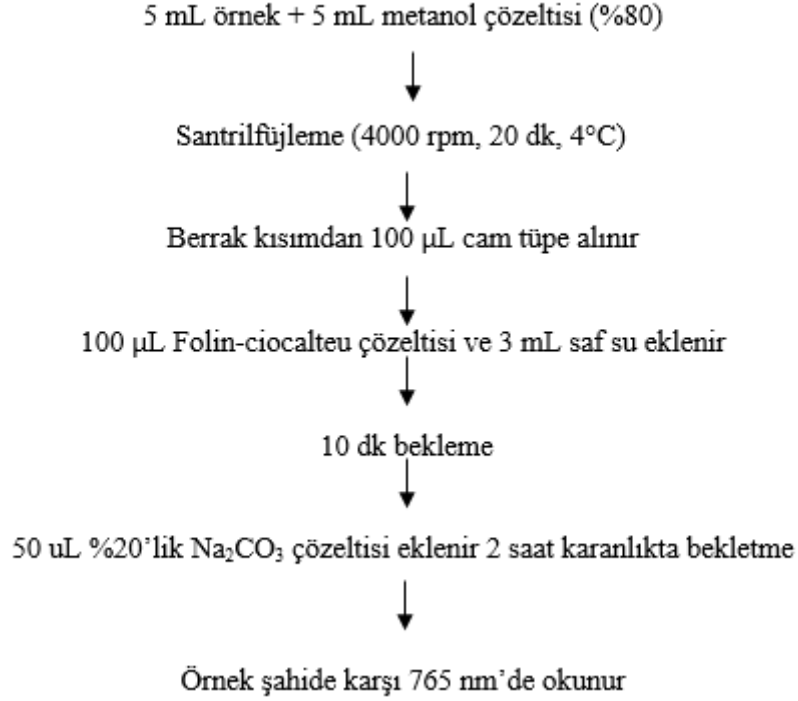 5 mL örnek + 5 mL metanol çözeltisi (%80)
Santrilfüjleme (4000 rpm, 20 dk, 4°C)
Berrak kısımdan 100 µL cam tüpe alınır
100 µL Folin-ciocalteu çözeltisi ve 3 mL saf su eklenir
10 dk bekleme
50 uL %20’lik Na₂CO₃ çözeltisi eklenir 2 saat karanlıkta bekletme
Örnek şahide karşı 765 nm’de okunur